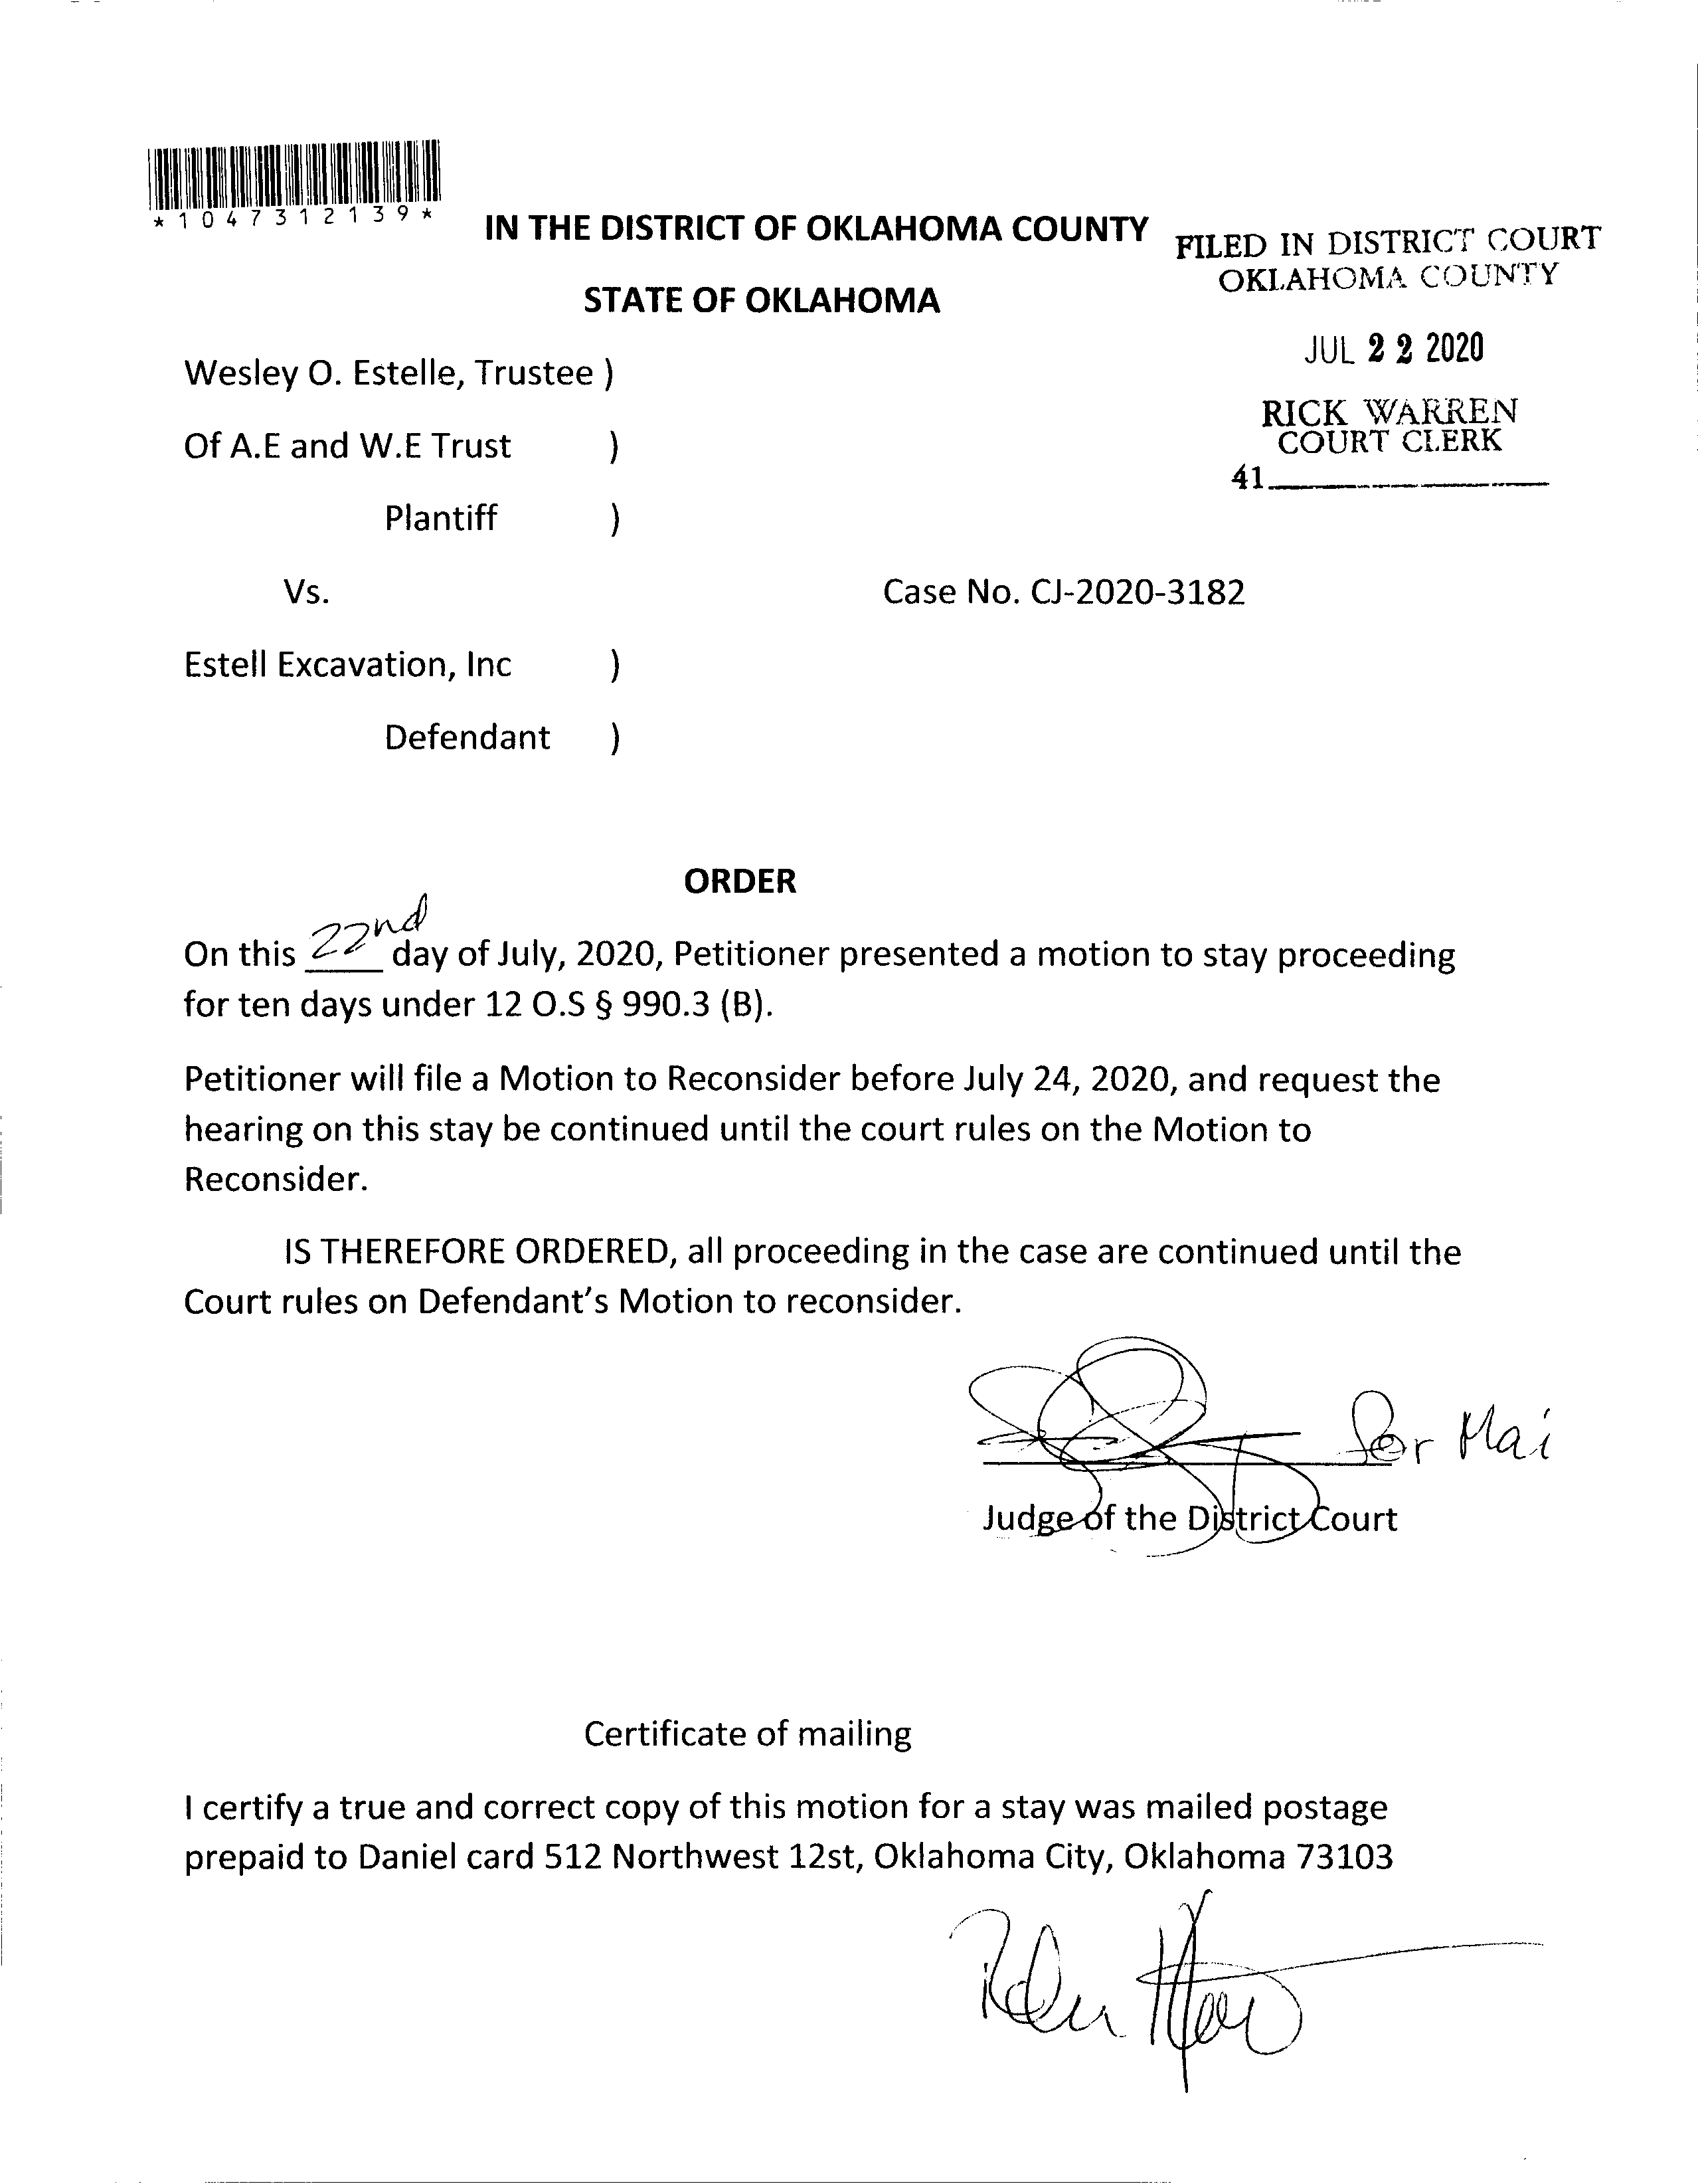 *1047312139*
IN THE DISTRICT OF OKLAHOMA COUNTY
STATE OF OKLAHOMA
FILED IN DISTRICT COURT
OKLAHOMA COUNTY
JUL 22 2020
RICK WARREN
COURT CLERK
41
Wesley O. Estelle, Trustee )
Of A.E and W.E Trust )
Plantiff )
Vs.
Case No. CJ-2020-3182
Estell Excavation, Inc )
Defendant )
ORDER
On this 22nd day of July, 2020, Petitioner presented a motion to stay proceeding
for ten days under 12 O.S § 990.3 (B).
Petitioner will file a Motion to Reconsider before July 24, 2020, and request the
hearing on this stay be continued until the court rules on the Motion to
Reconsider.
IS THEREFORE ORDERED, all proceeding in the case are continued until the
Court rules on Defendant's Motion to reconsider.
for Mai
Judge of the District Court
Certificate of mailing
I certify a true and correct copy of this motion for a stay was mailed postage
prepaid to Daniel card 512 Northwest 12st, Oklahoma City, Oklahoma 73103